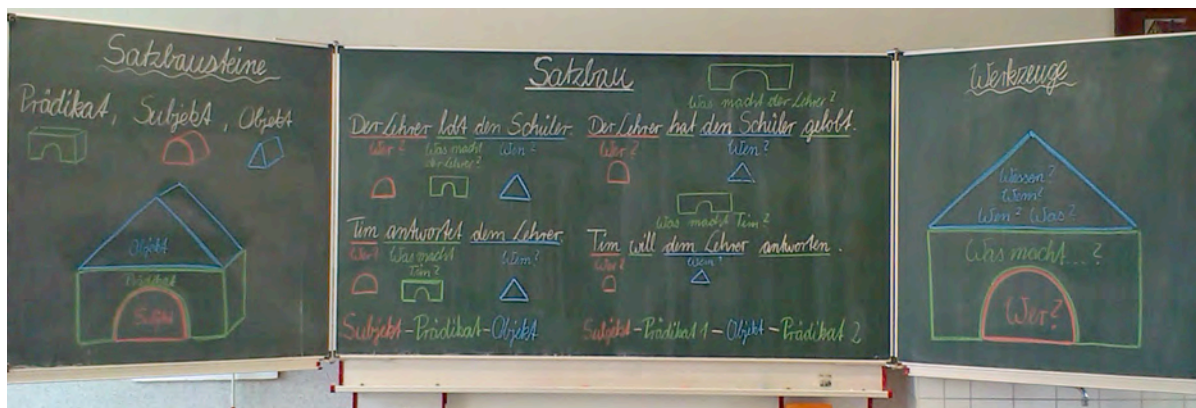 Satzbausteine
Prädikat, Subjekt, Objekt
Objekt
Prädikat
Subjekt
Satzbau
Der Lehrer lobt den Schüler.
Wer? Was macht der Lehrer? Wen?
Tim antwortet dem Lehrer.
Wer? Was macht Tim? Wem?
Subjekt-Prädikat-Objekt
Was macht der Lehrer?
Der Lehrer hat den Schüler gelobt.
Wer? Wen?
Was macht Tim?
Tim will dem Lehrer antworten.
Wer? Wem?
Subjekt-Prädikat 1-Objekt-Prädikat 2
Werkzeuge
Wessen?
Wem?
Wen? Was?
Was macht...?
Wer?